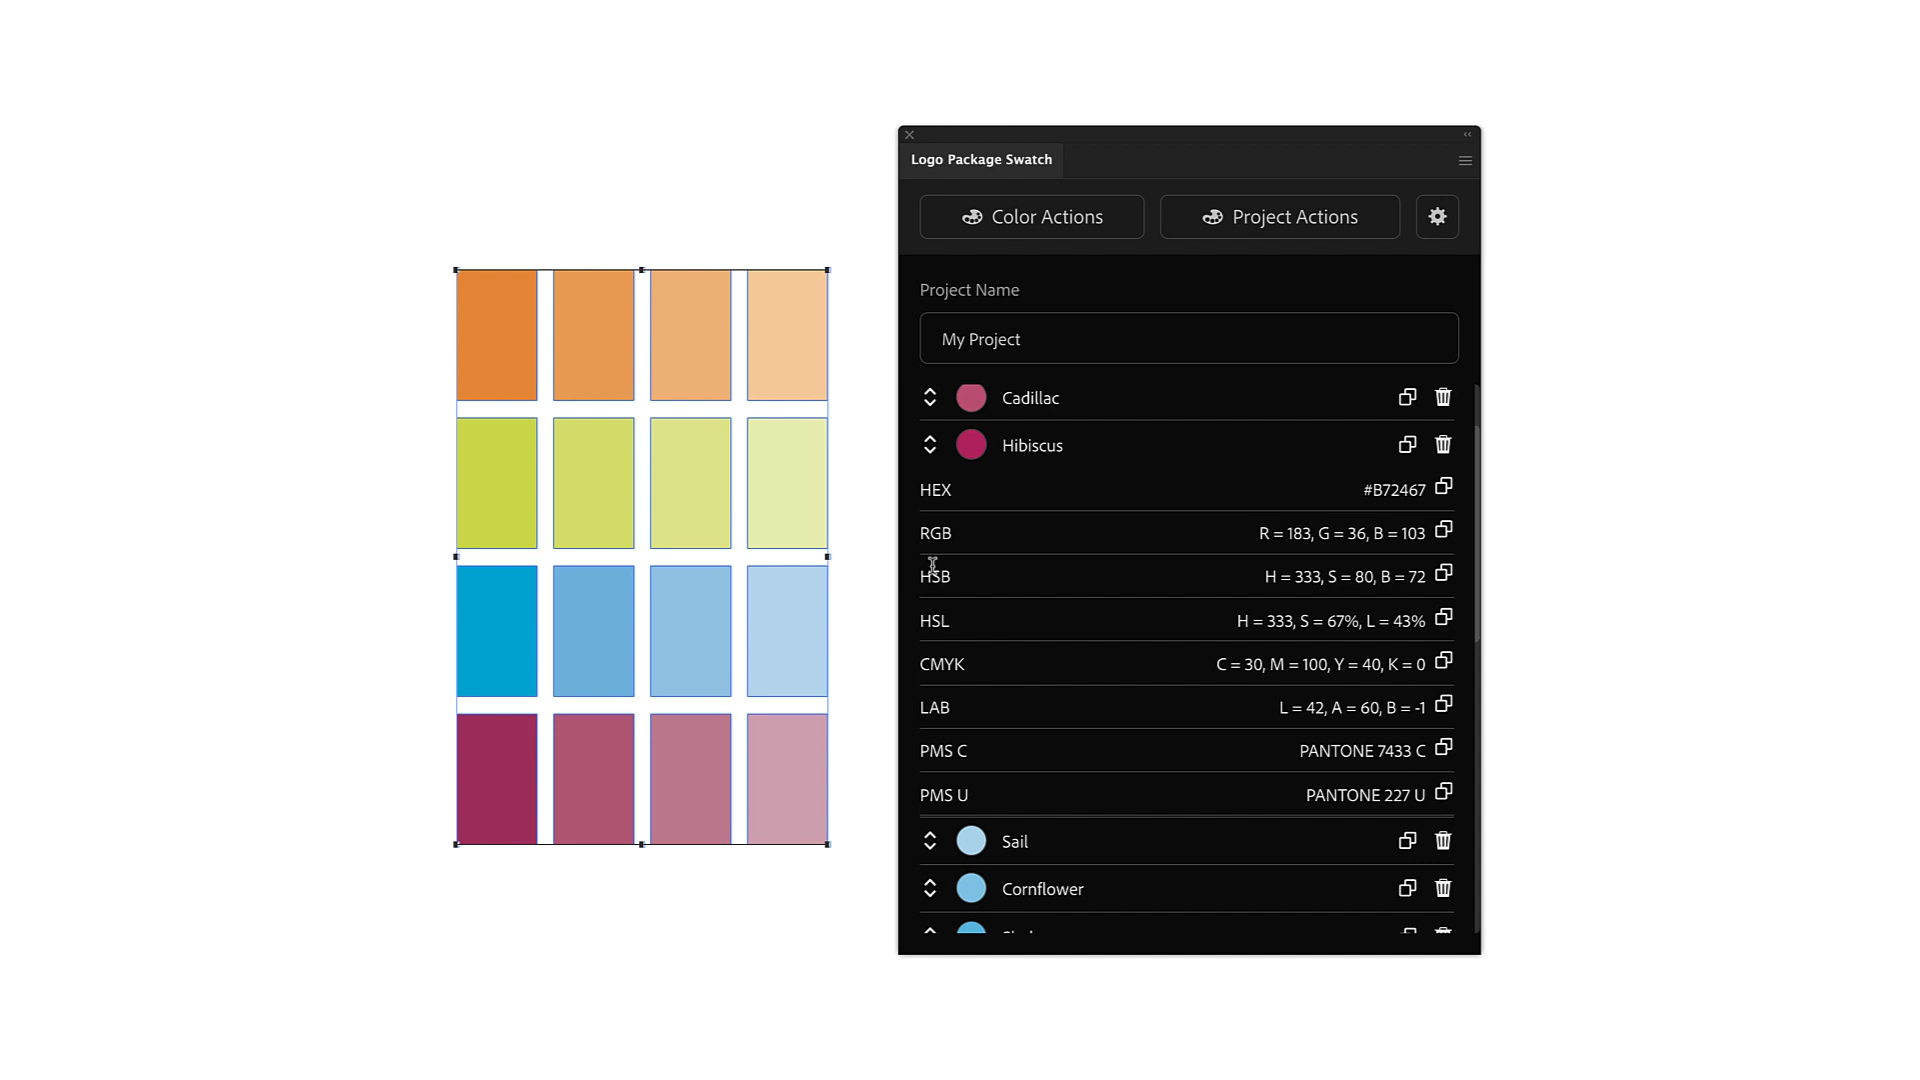 Logo Package Swatch
Color Actions
Project Actions
Project Name
My Project
Cadillac
Hibiscus
HEX #B72467
RGB R = 183, G = 36, B = 103
HSB H = 333, S = 80, B = 72
HSL H = 333, S = 67%, L = 43%
CMYK C = 30, M = 100, Y = 40, K = 0
LAB L = 42, A = 60, B = -1
PMS C PANTONE 7433 C
PMS U PANTONE 227 U
Sail
Cornflower